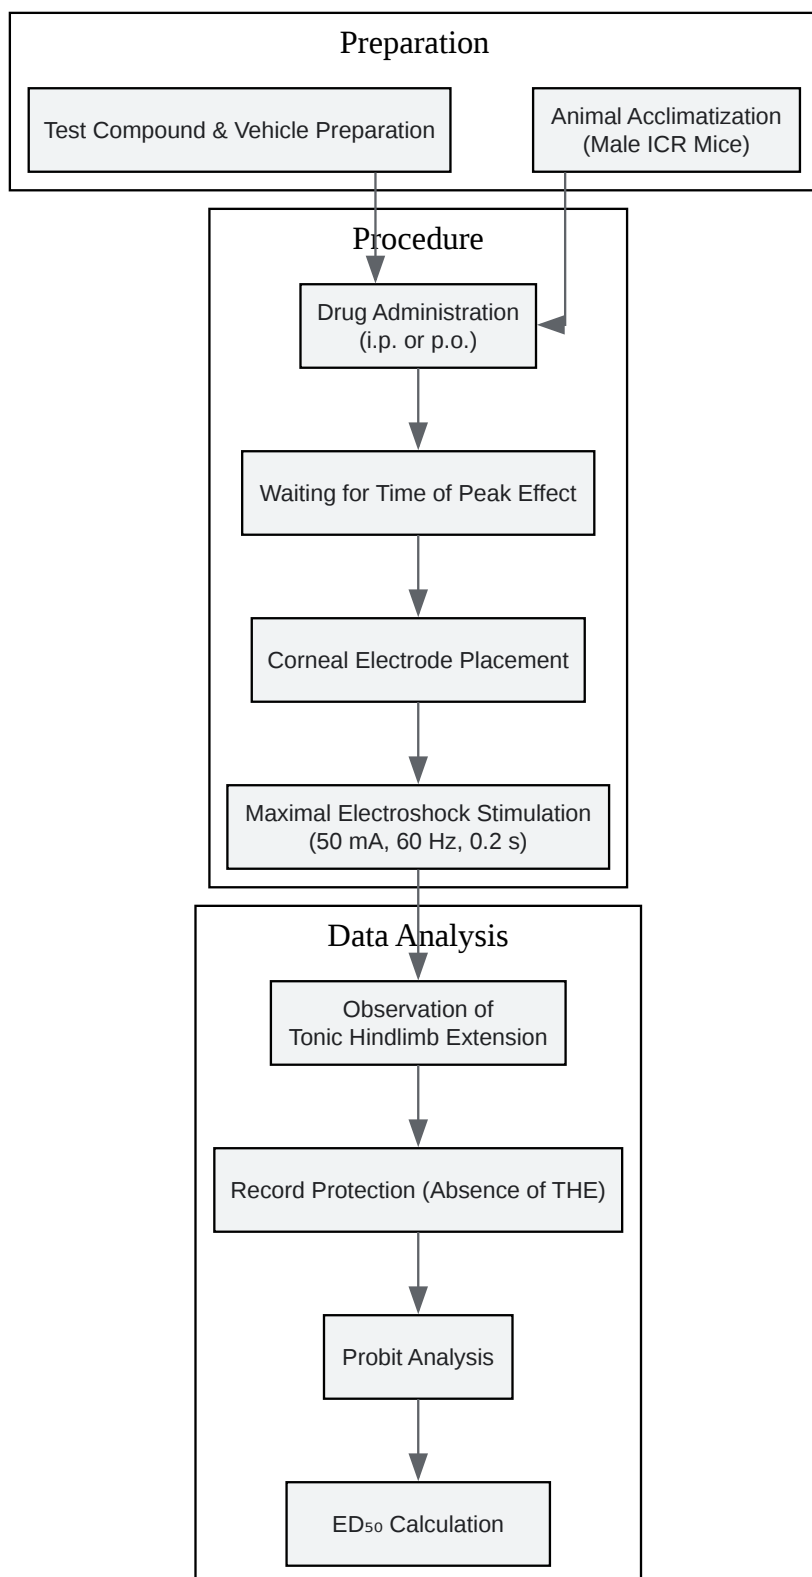 Preparation
Test Compound & Vehicle Preparation
Animal Acclimatization
(Male ICR Mice)
Procedure
Drug Administration
(i.p. or p.o.)
Waiting for Time of Peak Effect
Corneal Electrode Placement
Maximal Electroshock Stimulation
(50 mA, 60 Hz, 0.2 s)
Data Analysis
Observation of
Tonic Hindlimb Extension
Record Protection (Absence of THE)
Probit Analysis
ED₅₀ Calculation